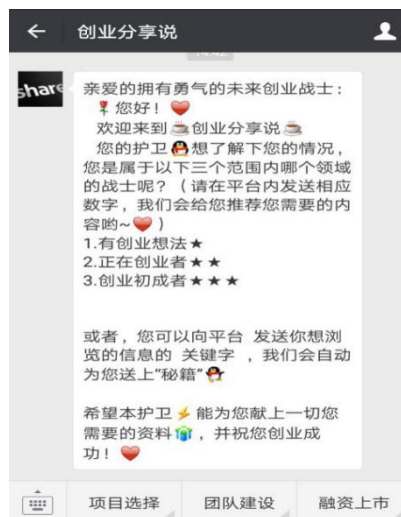 创业分享说
share
亲爱的拥有勇气的未来创业战士：
🌹您好！❤️
欢迎来到☕创业分享说☕
您的护卫🐧想了解下您的情况，
您是属于以下三个范围内哪个领域
的战士呢？（请在平台内发送相应
数字，我们会给您推荐您需要的内
容哟~❤️）
1.有创业想法★
2.正在创业者★★
3.创业初成者★★★
或者，您可以向平台 发送你想浏
览的信息的 关键字 ，我们会自动
为您送上“秘籍”🐧
希望本护卫⚡能为您献上一切您
需要的资料🎁，并祝您创业成
功！❤️
项目选择
团队建设
融资上市